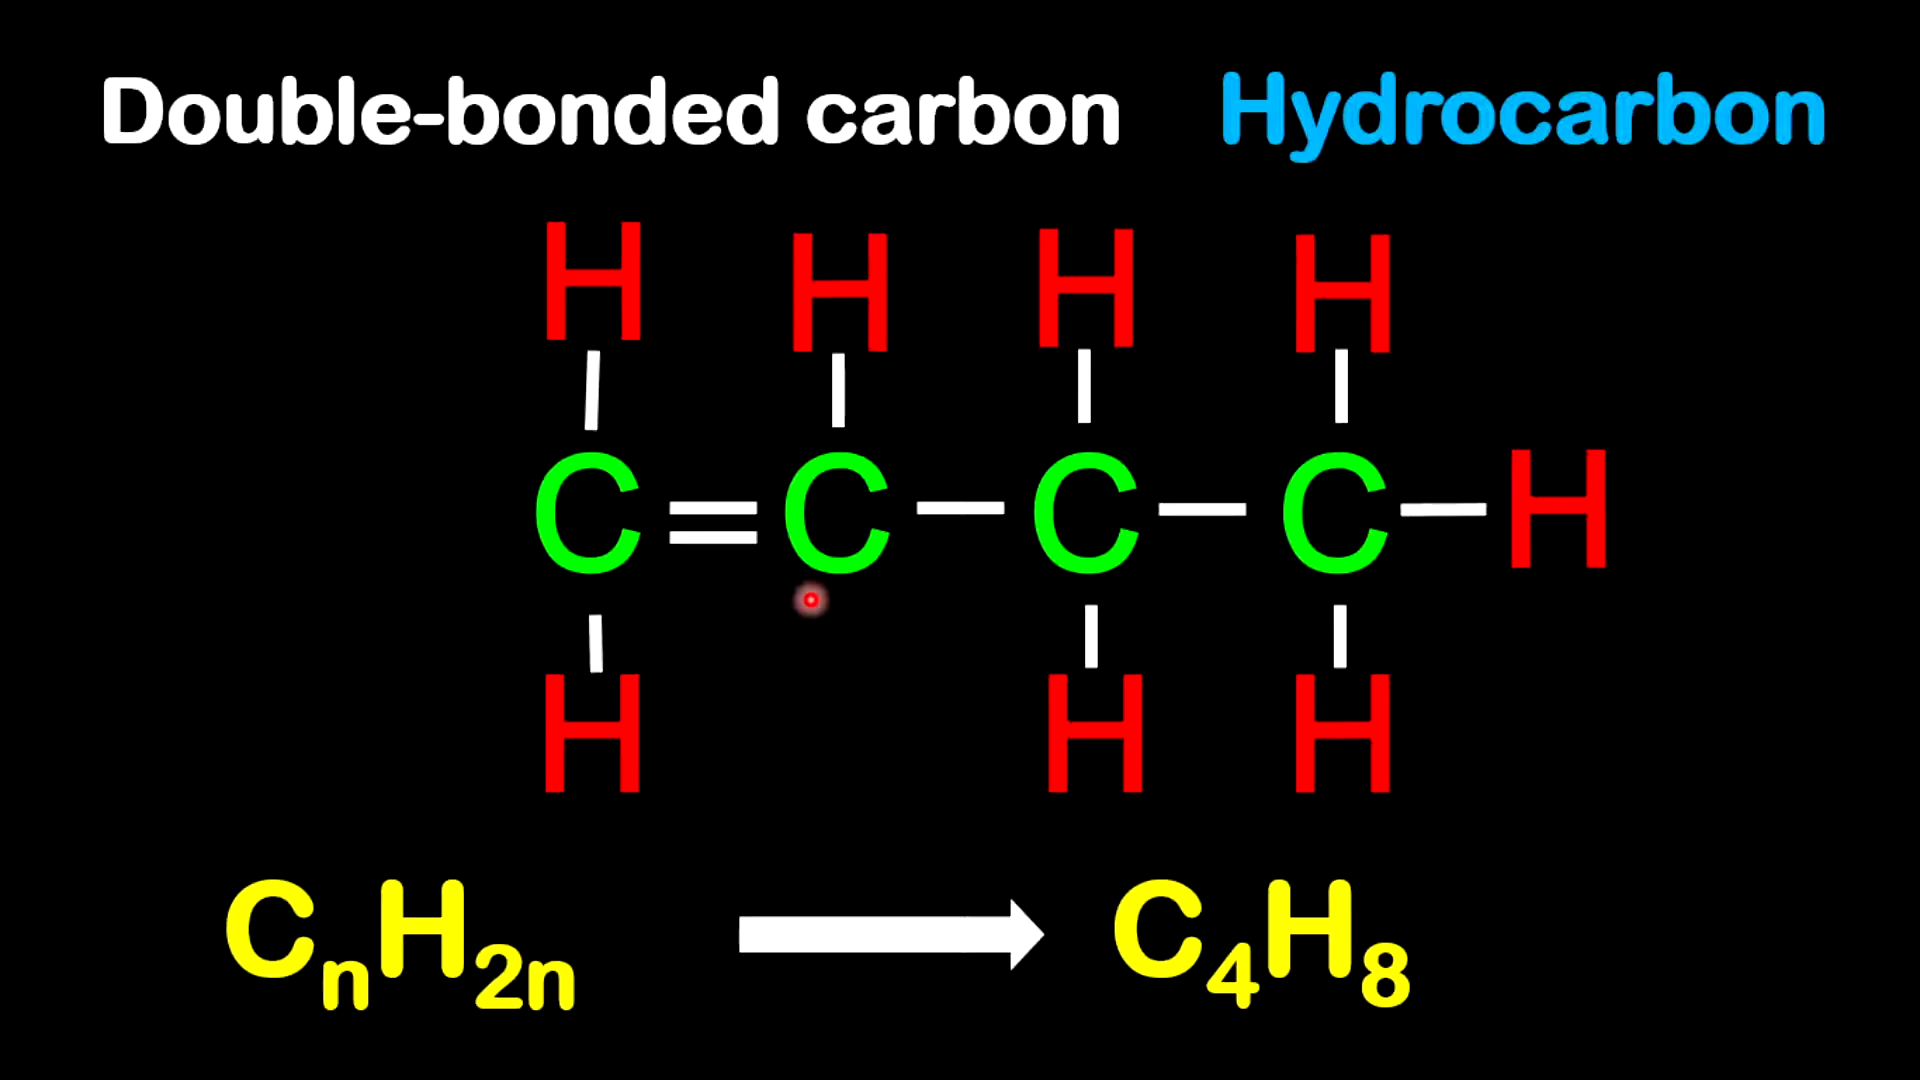 Double-bonded carbon Hydrocarbon
H H H H
C = C — C — C — H
H H H
CₙH₂ₙ → C₄H₈